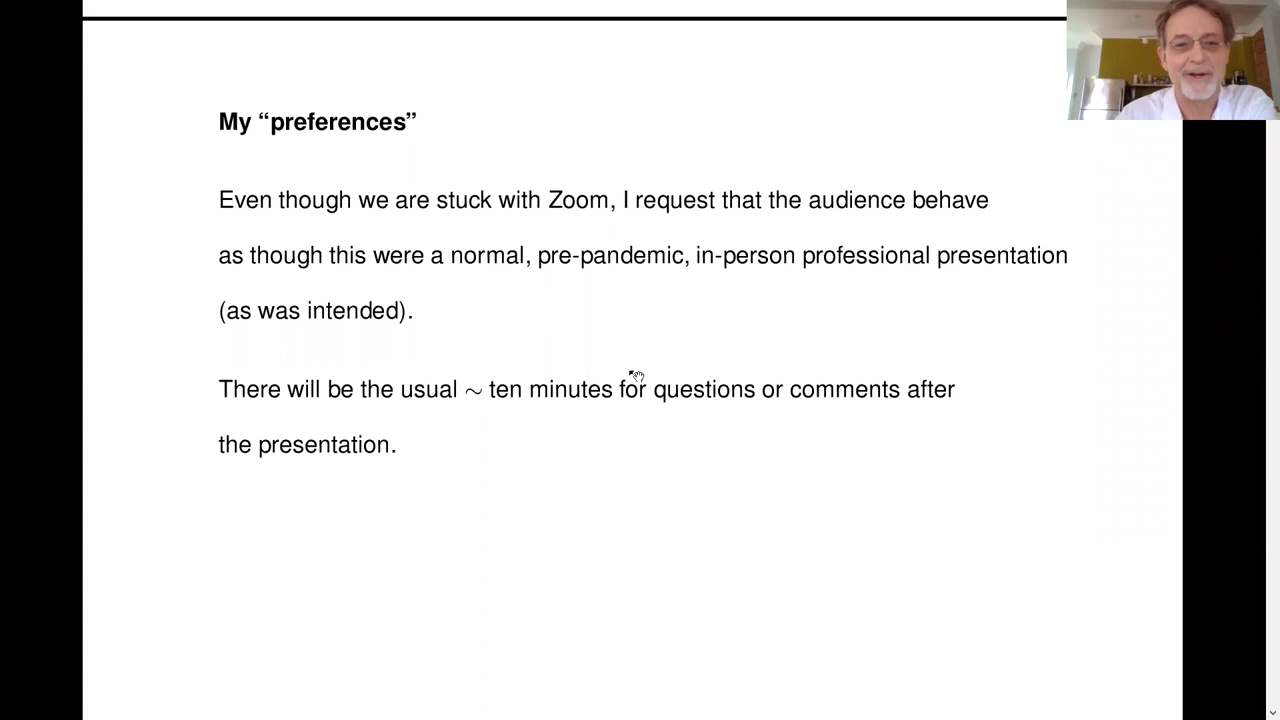 My “preferences”
Even though we are stuck with Zoom, I request that the audience behave
as though this were a normal, pre-pandemic, in-person professional presentation
(as was intended).
There will be the usual ∼ ten minutes for questions or comments after
the presentation.